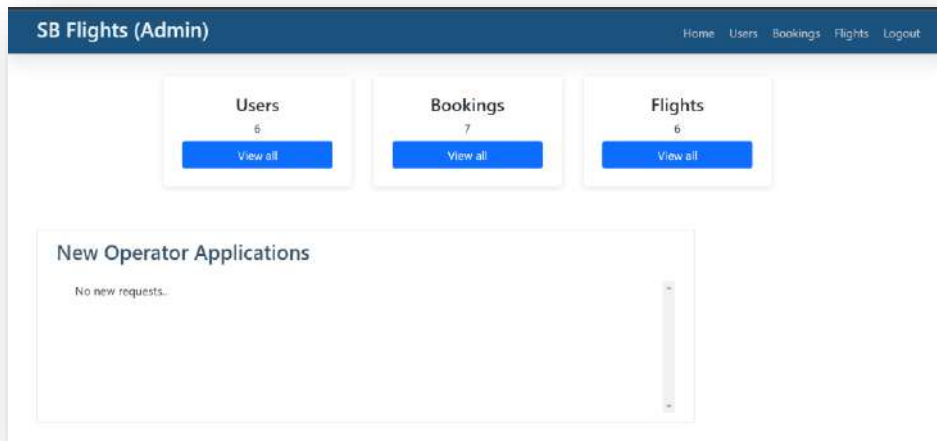 SB Flights (Admin)
Home Users Bookings Flights Logout
Users
6
View all
Bookings
7
View all
Flights
6
View all
New Operator Applications
No new requests..